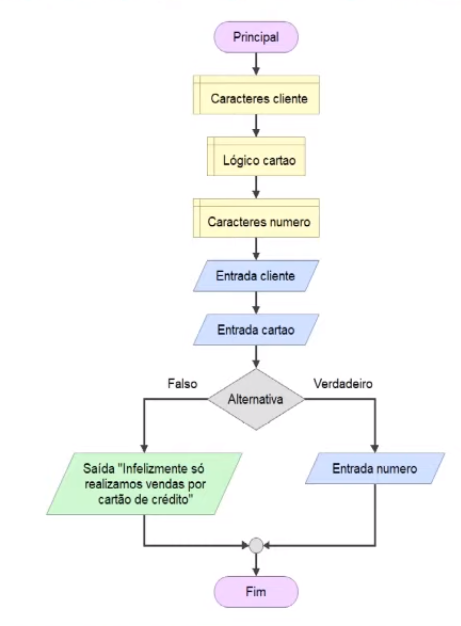 Principal
Caracteres cliente
Lógico cartao
Caracteres numero
Entrada cliente
Entrada cartao
Falso
Verdadeiro
Alternativa
Saída "Infelizmente só
realizamos vendas por
cartão de crédito"
Entrada numero
Fim